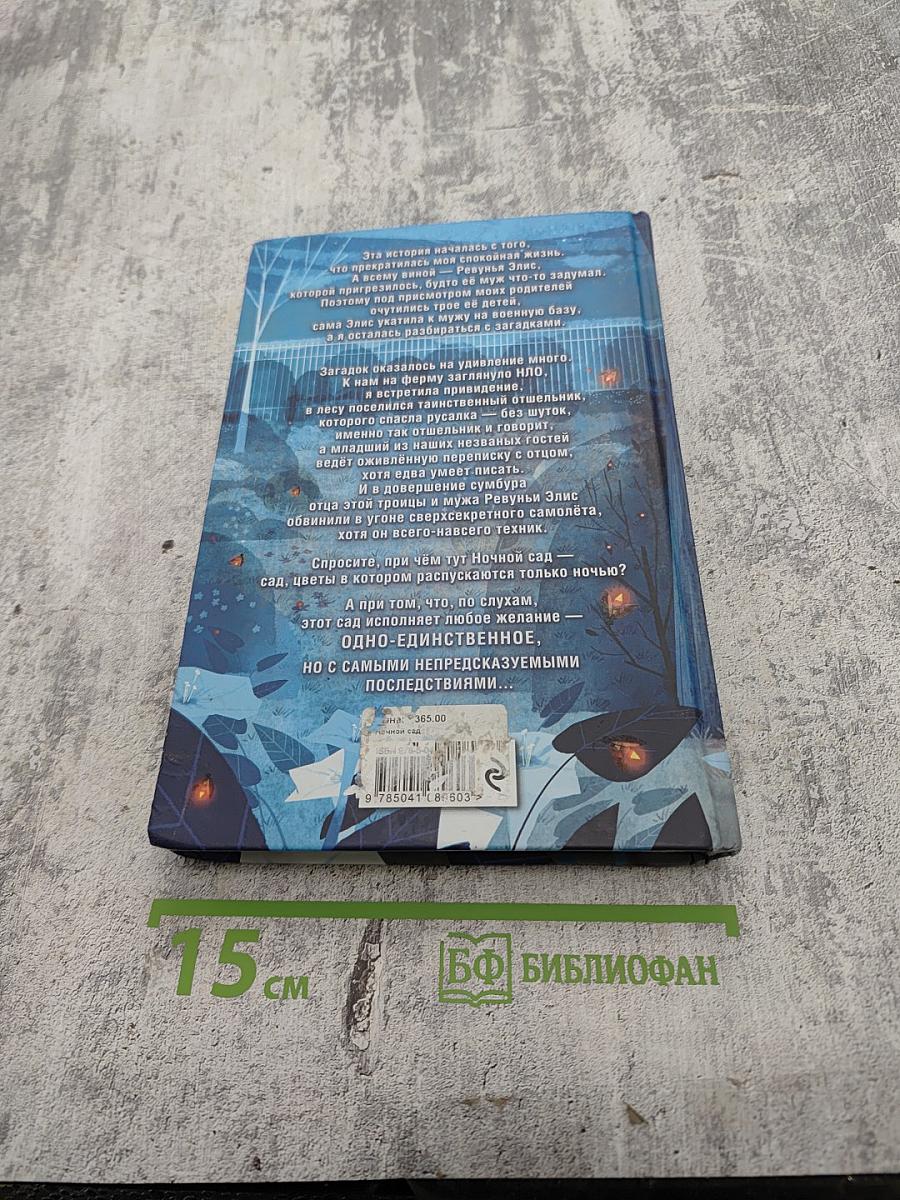 Эта история началась с того,
что прекратилась моя спокойная жизнь.
А всему виной — Ревунья Элис,
которой пригрезилось, будто её муж что-то задумал.
Поэтому под присмотром моих родителей
очутились трое её детей,
сама Элис укатила к мужу на военную базу,
а я осталась разбираться с загадками.
Загадок оказалось на удивление много.
К нам на ферму заглянуло НЛО,
я встретила привидение,
в лесу поселился таинственный отшельник,
которого спасла русалка — без шуток,
именно так отшельник и говорит,
а младший из наших незваных гостей
ведёт оживлённую переписку с отцом,
хотя едва умеет писать.
И в довершение сумбура
отца этой троицы и мужа Ревуньи Элис
обвинили в угоне сверхсекретного самолёта,
хотя он всего-навсего техник.
Спросите, при чём тут Ночной сад —
сад, цветы в котором распускаются только ночью?
А при том, что, по слухам,
этот сад исполняет любое желание —
ОДНО-ЕДИНСТВЕННОЕ,
НО С САМЫМИ НЕПРЕДСКАЗУЕМЫМИ
ПОСЛЕДСТВИЯМИ...
365.00
Ночной сад
9 785041 08 603 >
15 см
БФ БИБЛИОФАН